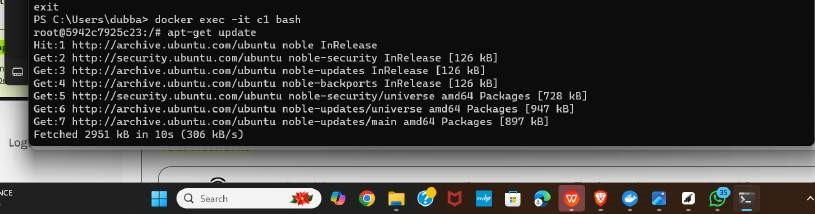 exit
PS C:\Users\dubba> docker exec -it c1 bash
root@5942c7925c23:/# apt-get update
Hit:1 http://archive.ubuntu.com/ubuntu noble InRelease
Get:2 http://security.ubuntu.com/ubuntu noble-security InRelease [126 kB]
Get:3 http://archive.ubuntu.com/ubuntu noble-updates InRelease [126 kB]
Get:4 http://archive.ubuntu.com/ubuntu noble-backports InRelease [126 kB]
Get:5 http://security.ubuntu.com/ubuntu noble-security/universe amd64 Packages [728 kB]
Get:6 http://archive.ubuntu.com/ubuntu noble-updates/universe amd64 Packages [947 kB]
Get:7 http://archive.ubuntu.com/ubuntu noble-updates/main amd64 Packages [897 kB]
Fetched 2951 kB in 10s (306 kB/s)
Log
NCE
Search
35